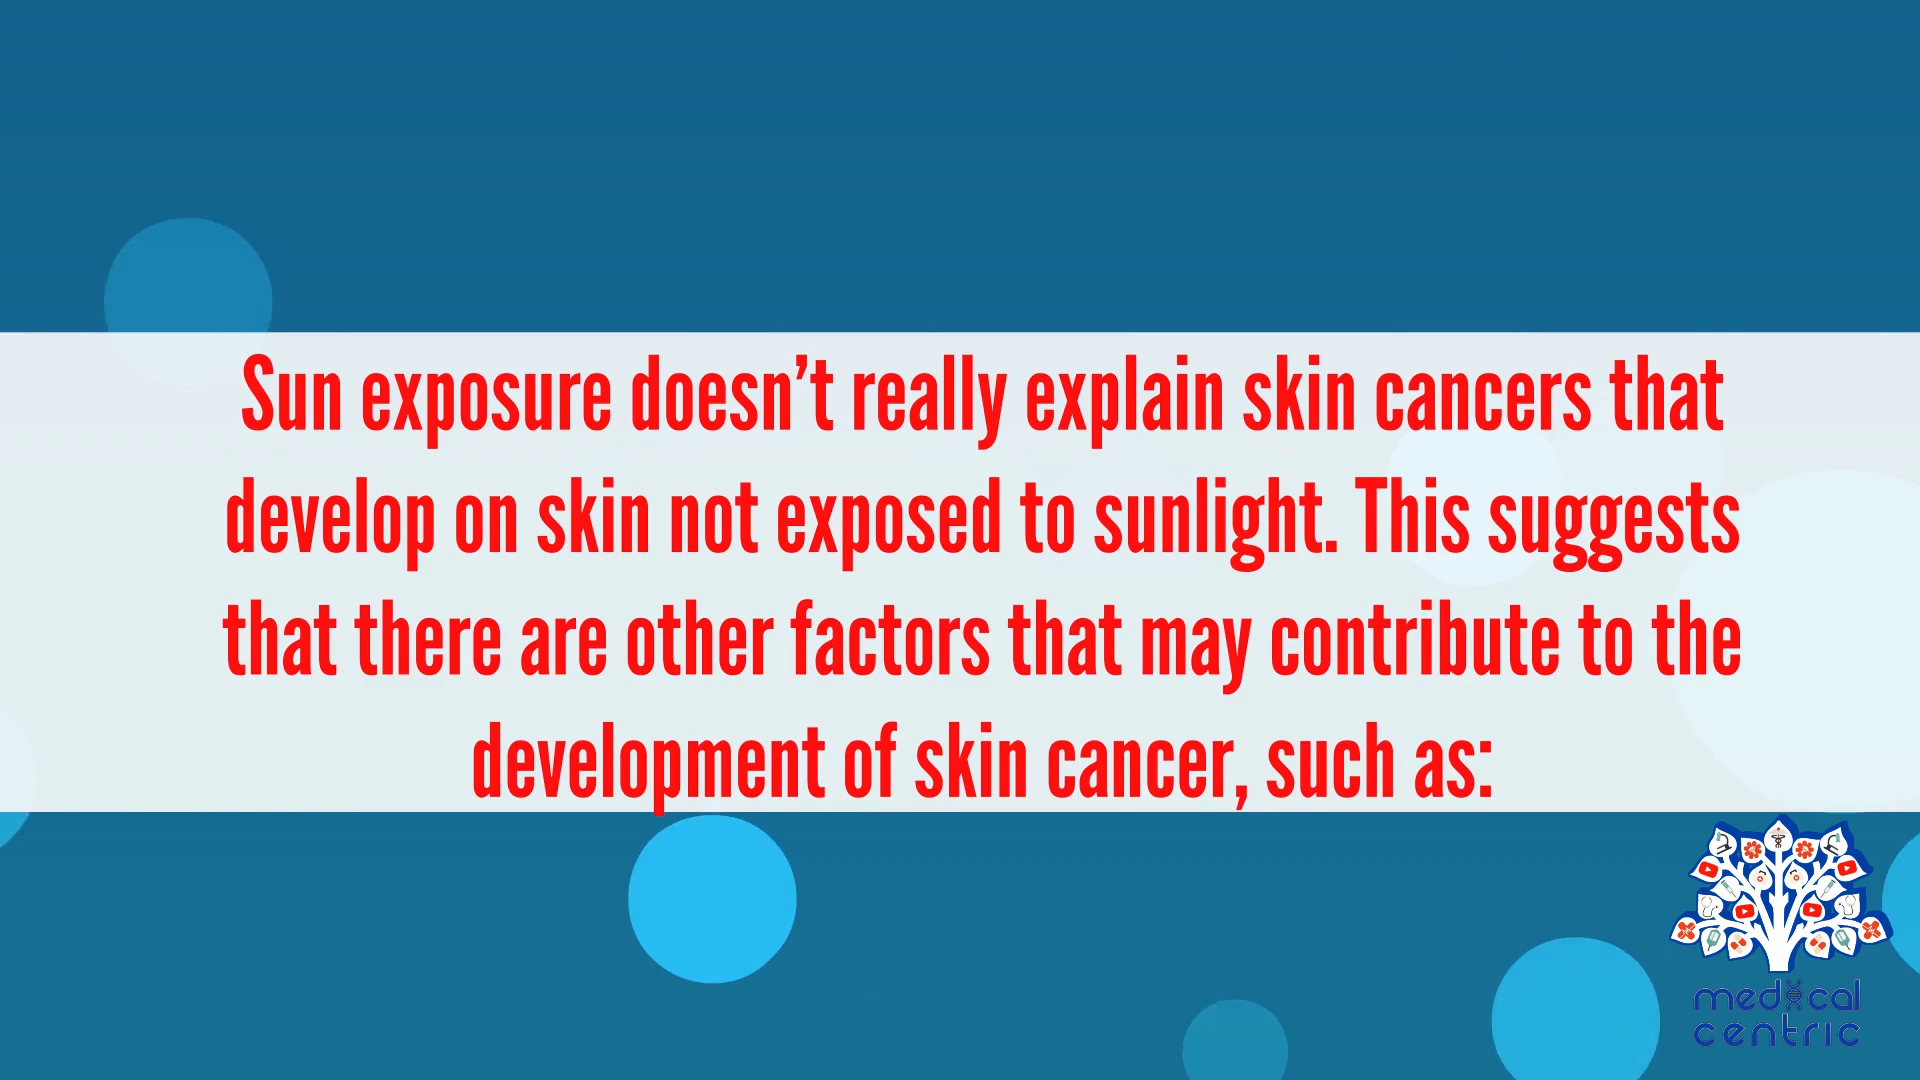 Sun exposure doesn’t really explain skin cancers that
develop on skin not exposed to sunlight. This suggests
that there are other factors that may contribute to the
development of skin cancer, such as:
medical
centric